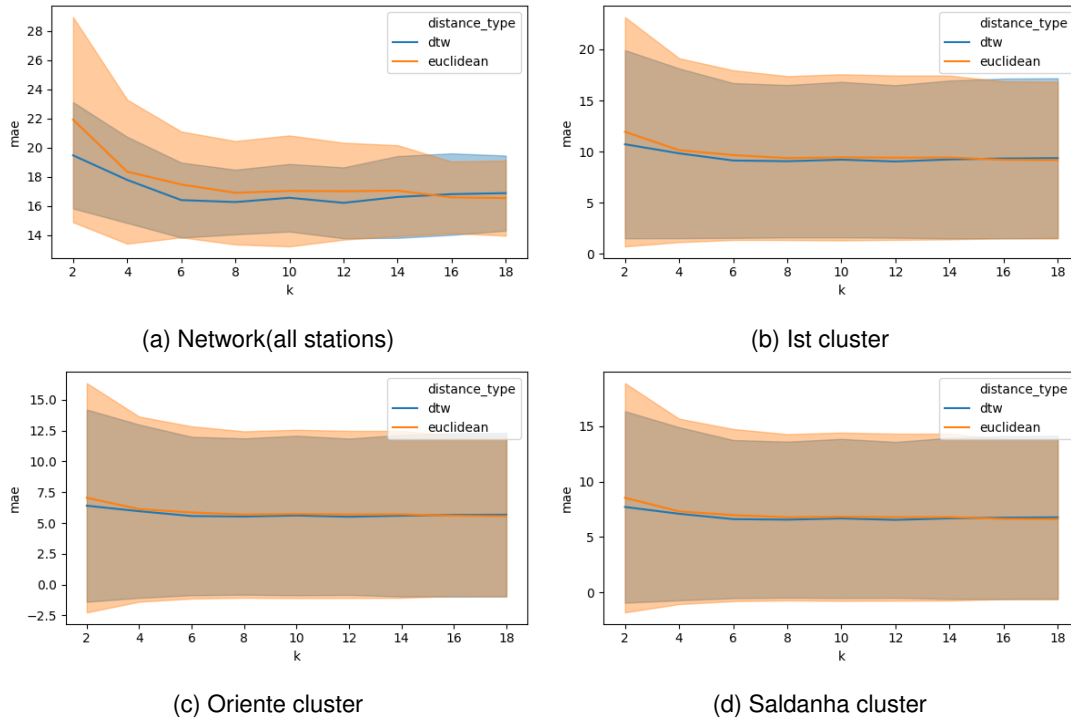 28
26
24
22
20
18
16
14
mae
2 4 6 8 10 12 14 16 18
k
distance_type
dtw
euclidean
(a) Network(all stations)
20
15
10
5
0
mae
2 4 6 8 10 12 14 16 18
k
distance_type
dtw
euclidean
(b) Ist cluster
15.0
12.5
10.0
7.5
5.0
2.5
0.0
−2.5
mae
2 4 6 8 10 12 14 16 18
k
distance_type
dtw
euclidean
(c) Oriente cluster
15
10
5
0
mae
2 4 6 8 10 12 14 16 18
k
distance_type
dtw
euclidean
(d) Saldanha cluster